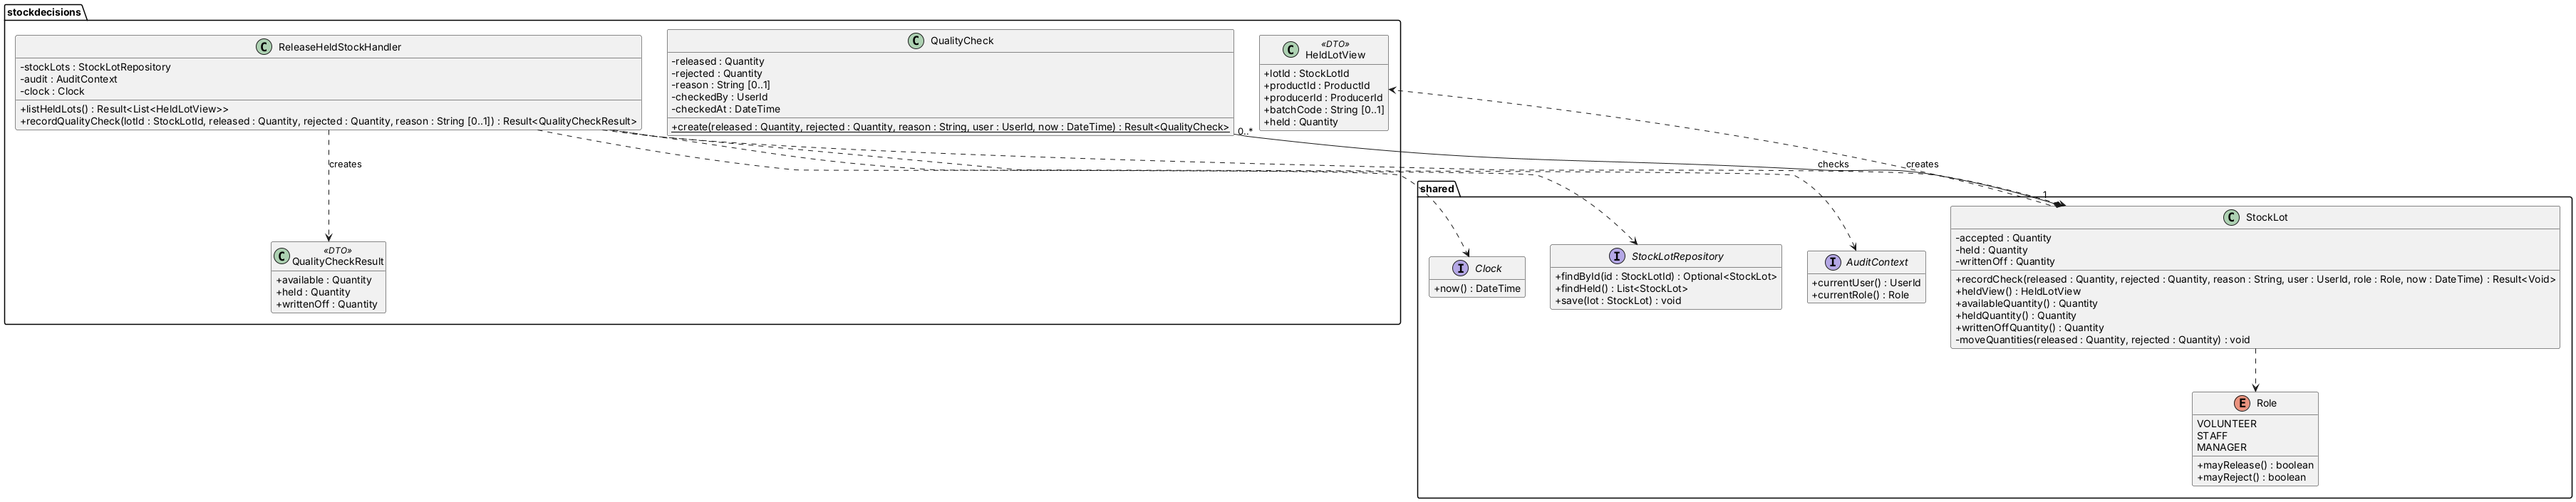 stockdecisions
C ReleaseHeldStockHandler
-stockLots : StockLotRepository
-audit : AuditContext
-clock : Clock
+listHeldLots() : Result<List<HeldLotView>>
+recordQualityCheck(lotId : StockLotId, released : Quantity, rejected : Quantity, reason : String [0..1]) : Result<QualityCheckResult>
C QualityCheck
-released : Quantity
-rejected : Quantity
-reason : String [0..1]
-checkedBy : UserId
-checkedAt : DateTime
+create(released : Quantity, rejected : Quantity, reason : String, user : UserId, now : DateTime) : Result<QualityCheck>
C «DTO»
HeldLotView
+lotId : StockLotId
+productId : ProductId
+producerId : ProducerId
+batchCode : String [0..1]
+held : Quantity
0..*
creates
checks
creates
1
shared
C «DTO»
QualityCheckResult
+available : Quantity
+held : Quantity
+writtenOff : Quantity
I Clock
+now() : DateTime
I StockLotRepository
+findById(id : StockLotId) : Optional<StockLot>
+findHeld() : List<StockLot>
+save(lot : StockLot) : void
I AuditContext
+currentUser() : UserId
+currentRole() : Role
C StockLot
-accepted : Quantity
-held : Quantity
-writtenOff : Quantity
+recordCheck(released : Quantity, rejected : Quantity, reason : String, user : UserId, role : Role, now : DateTime) : Result<Void>
+heldView() : HeldLotView
+availableQuantity() : Quantity
+heldQuantity() : Quantity
+writtenOffQuantity() : Quantity
-moveQuantities(released : Quantity, rejected : Quantity) : void
E Role
VOLUNTEER
STAFF
MANAGER
+mayRelease() : boolean
+mayReject() : boolean